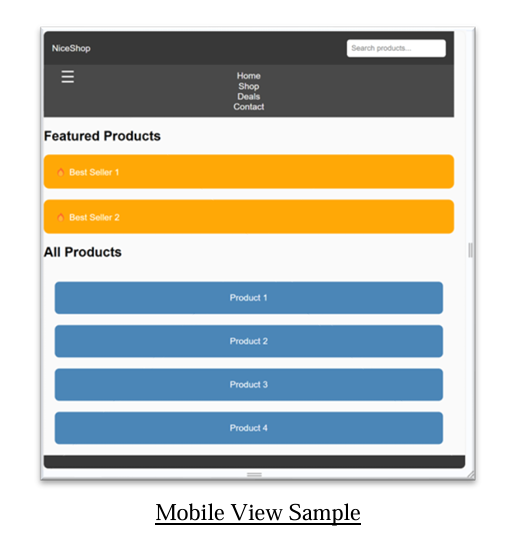 NiceShop
Search products...
☰
Home
Shop
Deals
Contact
Featured Products
🔥 Best Seller 1
🔥 Best Seller 2
All Products
Product 1
Product 2
Product 3
Product 4
Mobile View Sample